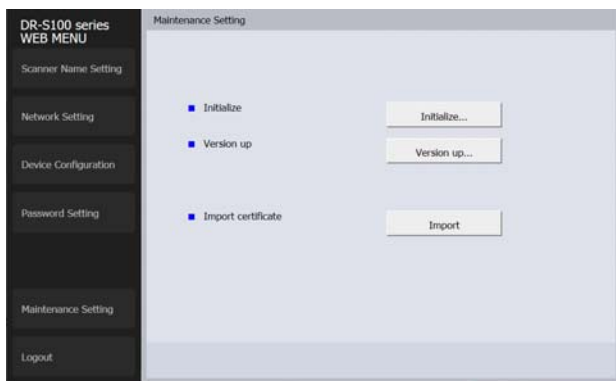 DR-S100 series
WEB MENU
Scanner Name Setting
Network Setting
Device Configuration
Password Setting
Maintenance Setting
Logout
Maintenance Setting
Initialize
Initialize...
Version up
Version up...
Import certificate
Import